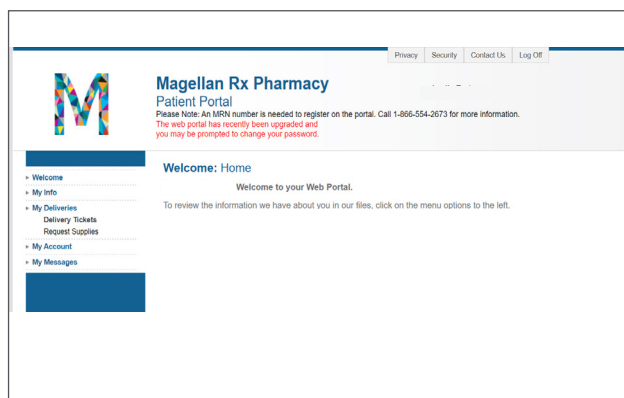 Privacy Security Contact Us Log Off
Magellan Rx Pharmacy
Patient Portal
Please Note: An MRN number is needed to register on the portal. Call 1-866-554-2673 for more information.
The web portal has recently been upgraded and
you may be prompted to change your password.
Welcome
My Info
My Deliveries
Delivery Tickets
Request Supplies
My Account
My Messages
Welcome: Home
Welcome to your Web Portal.
To review the information we have about you in our files, click on the menu options to the left.